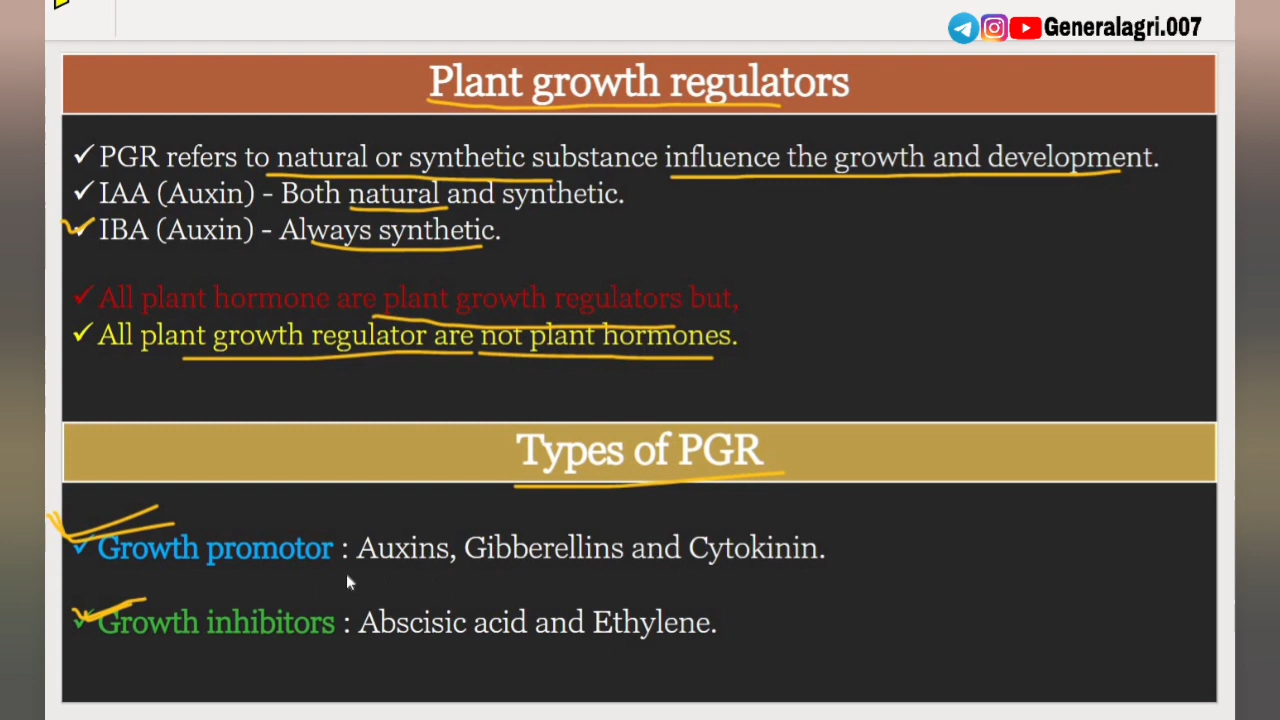 Generalagri.007
Plant growth regulators
✓ PGR refers to natural or synthetic substance influence the growth and development.
✓ IAA (Auxin) - Both natural and synthetic.
✓ IBA (Auxin) - Always synthetic.
✓ All plant hormone are plant growth regulators but,
✓ All plant growth regulator are not plant hormones.
Types of PGR
✓ Growth promotor : Auxins, Gibberellins and Cytokinin.
✓ Growth inhibitors : Abscisic acid and Ethylene.